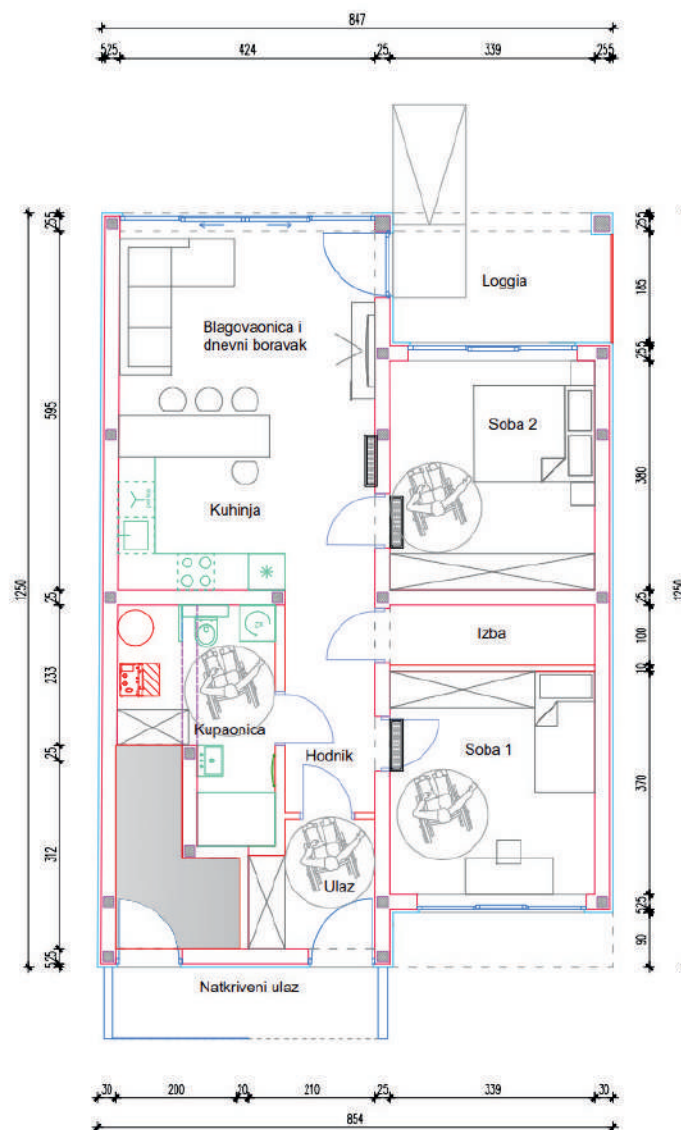 847
5 25 424 25 339 25 5
Loggia
Blagovaonica i
dnevni boravak
Soba 2
Kuhinja
Izba
Kupaonica
Hodnik
Soba 1
Ulaz
Natkriveni ulaz
1250
25 5
595
25
233
25
312
5 25
25 5
185
25 5
380
25
100
10
370
5 25
90
1250
30 200 20 210 25 339 30
854